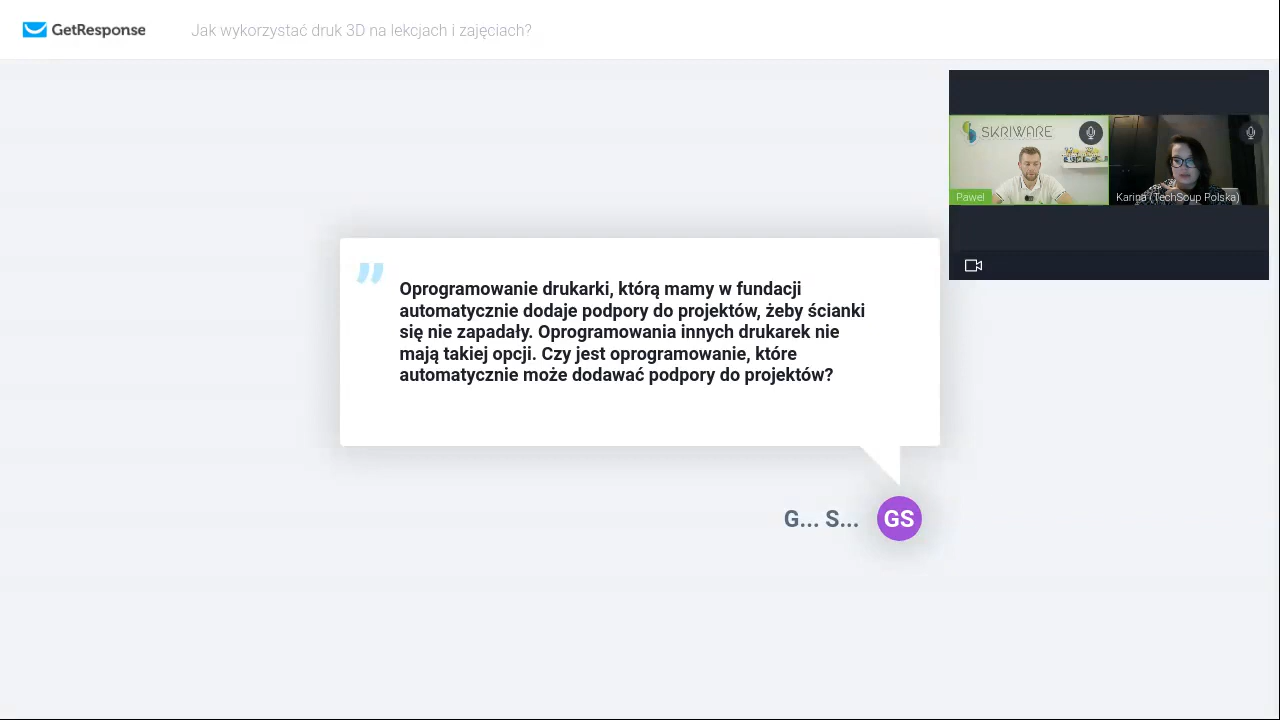 GetResponse
Jak wykorzystać druk 3D na lekcjach i zajęciach?
SKRIWARE
Pawel
Karina (TechSoup Polska)
Oprogramowanie drukarki, którą mamy w fundacji
automatycznie dodaje podpory do projektów, żeby ścianki
się nie zapadały. Oprogramowania innych drukarek nie
mają takiej opcji. Czy jest oprogramowanie, które
automatycznie może dodawać podpory do projektów?
G... S...
GS